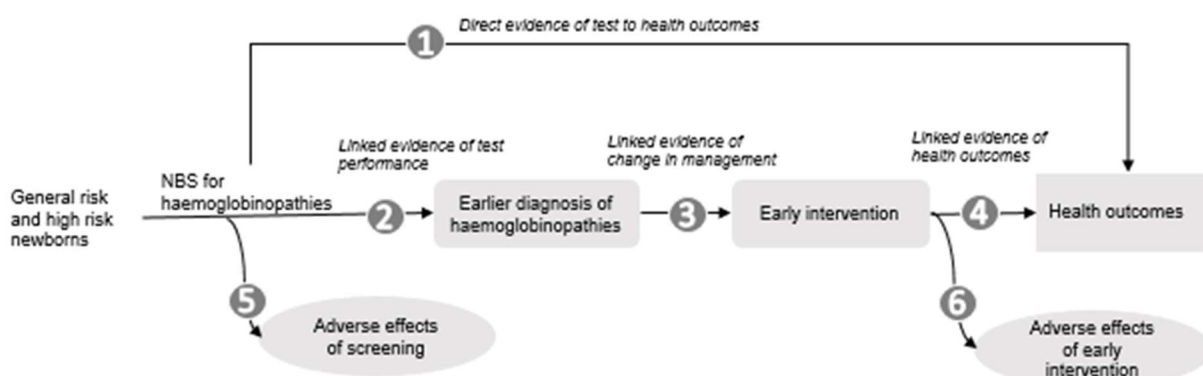 Direct evidence of test to health outcomes
1
Linked evidence of test
performance
Linked evidence of
change in management
Linked evidence of
health outcomes
General risk
and high risk
newborns
NBS for
haemoglobinopathies
2
Earlier diagnosis of
haemoglobinopathies
3
Early intervention
4
Health outcomes
5
Adverse effects
of screening
6
Adverse effects
of early
intervention